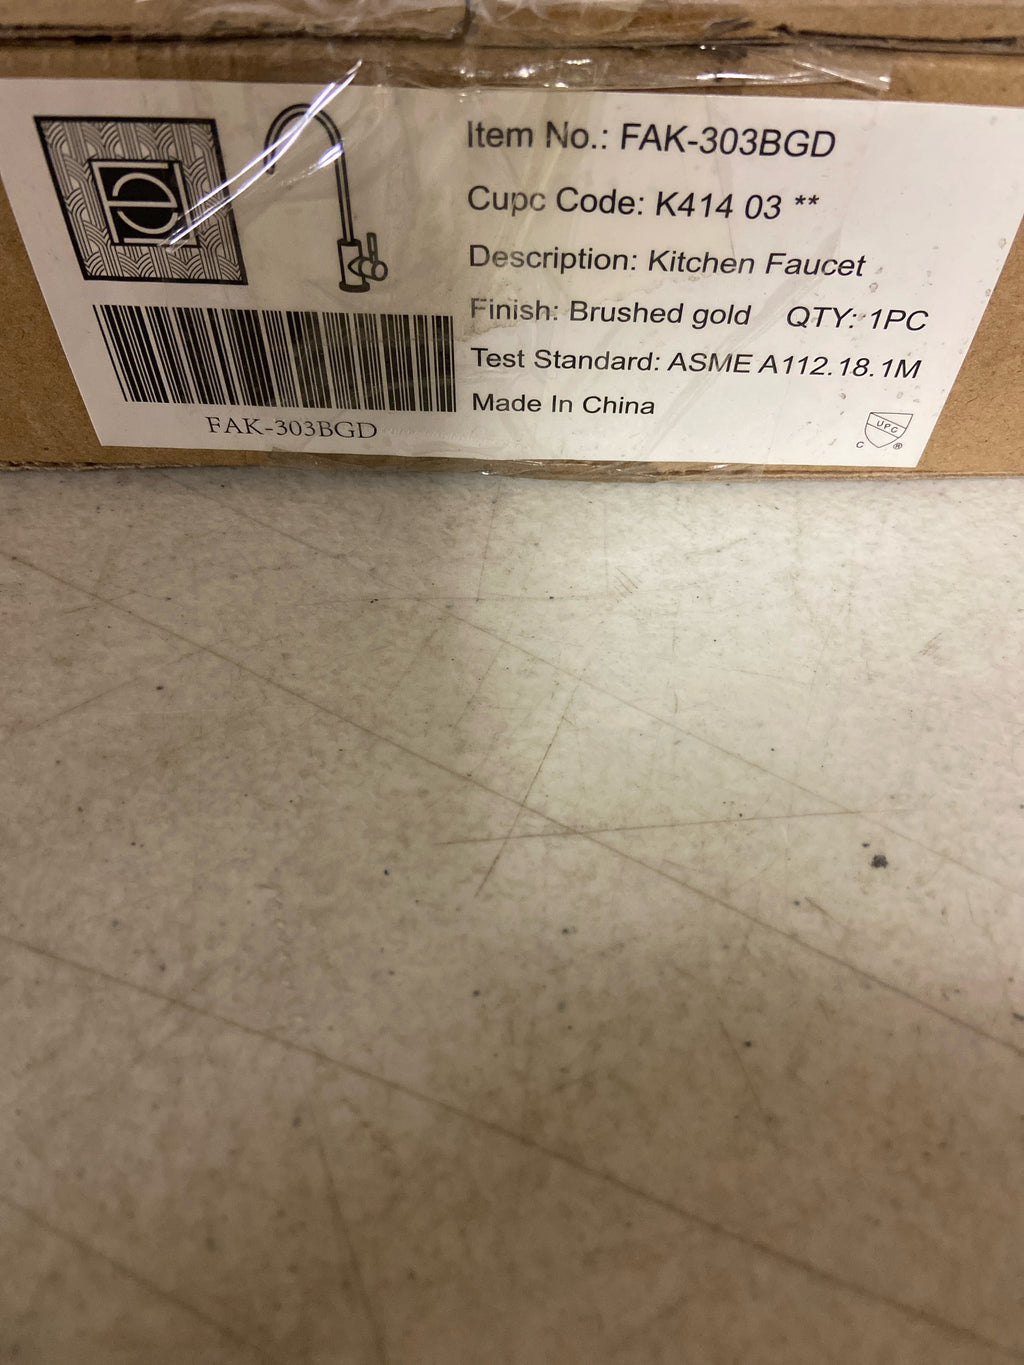 Item No.: FAK-303BGD
Cupc Code: K414 03 **
Description: Kitchen Faucet
Finish: Brushed gold QTY: 1PC
Test Standard: ASME A112.18.1M
Made In China
FAK-303BGD
UPC
C ®